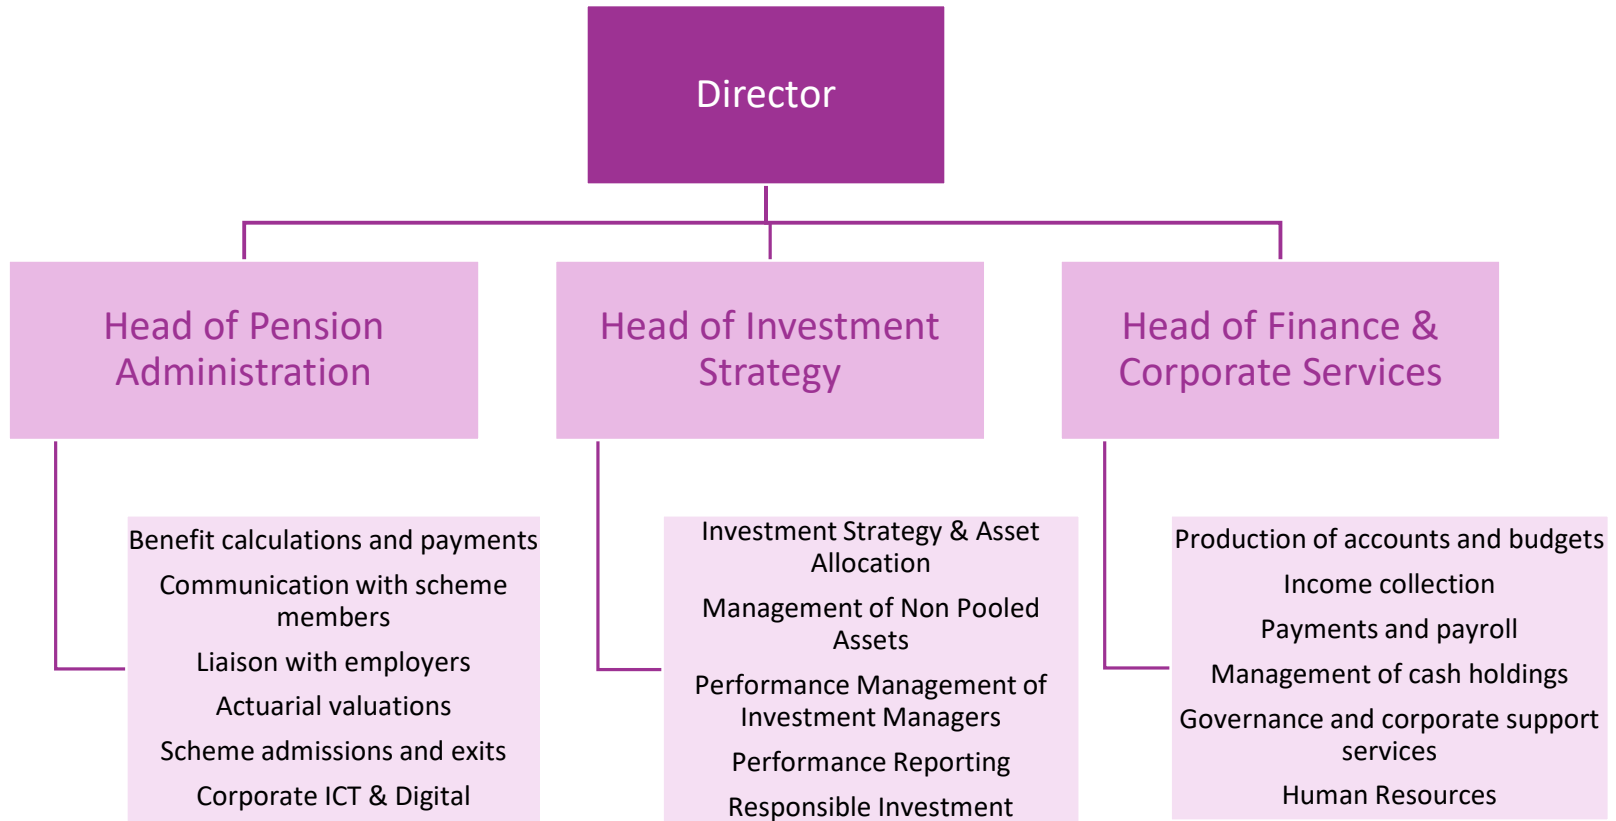 Director
Head of Pension
Administration
Head of Investment
Strategy
Head of Finance &
Corporate Services
Benefit calculations and payments
Communication with scheme
members
Liaison with employers
Actuarial valuations
Scheme admissions and exits
Corporate ICT & Digital
Investment Strategy & Asset
Allocation
Management of Non Pooled
Assets
Performance Management of
Investment Managers
Performance Reporting
Responsible Investment
Production of accounts and budgets
Income collection
Payments and payroll
Management of cash holdings
Governance and corporate support
services
Human Resources